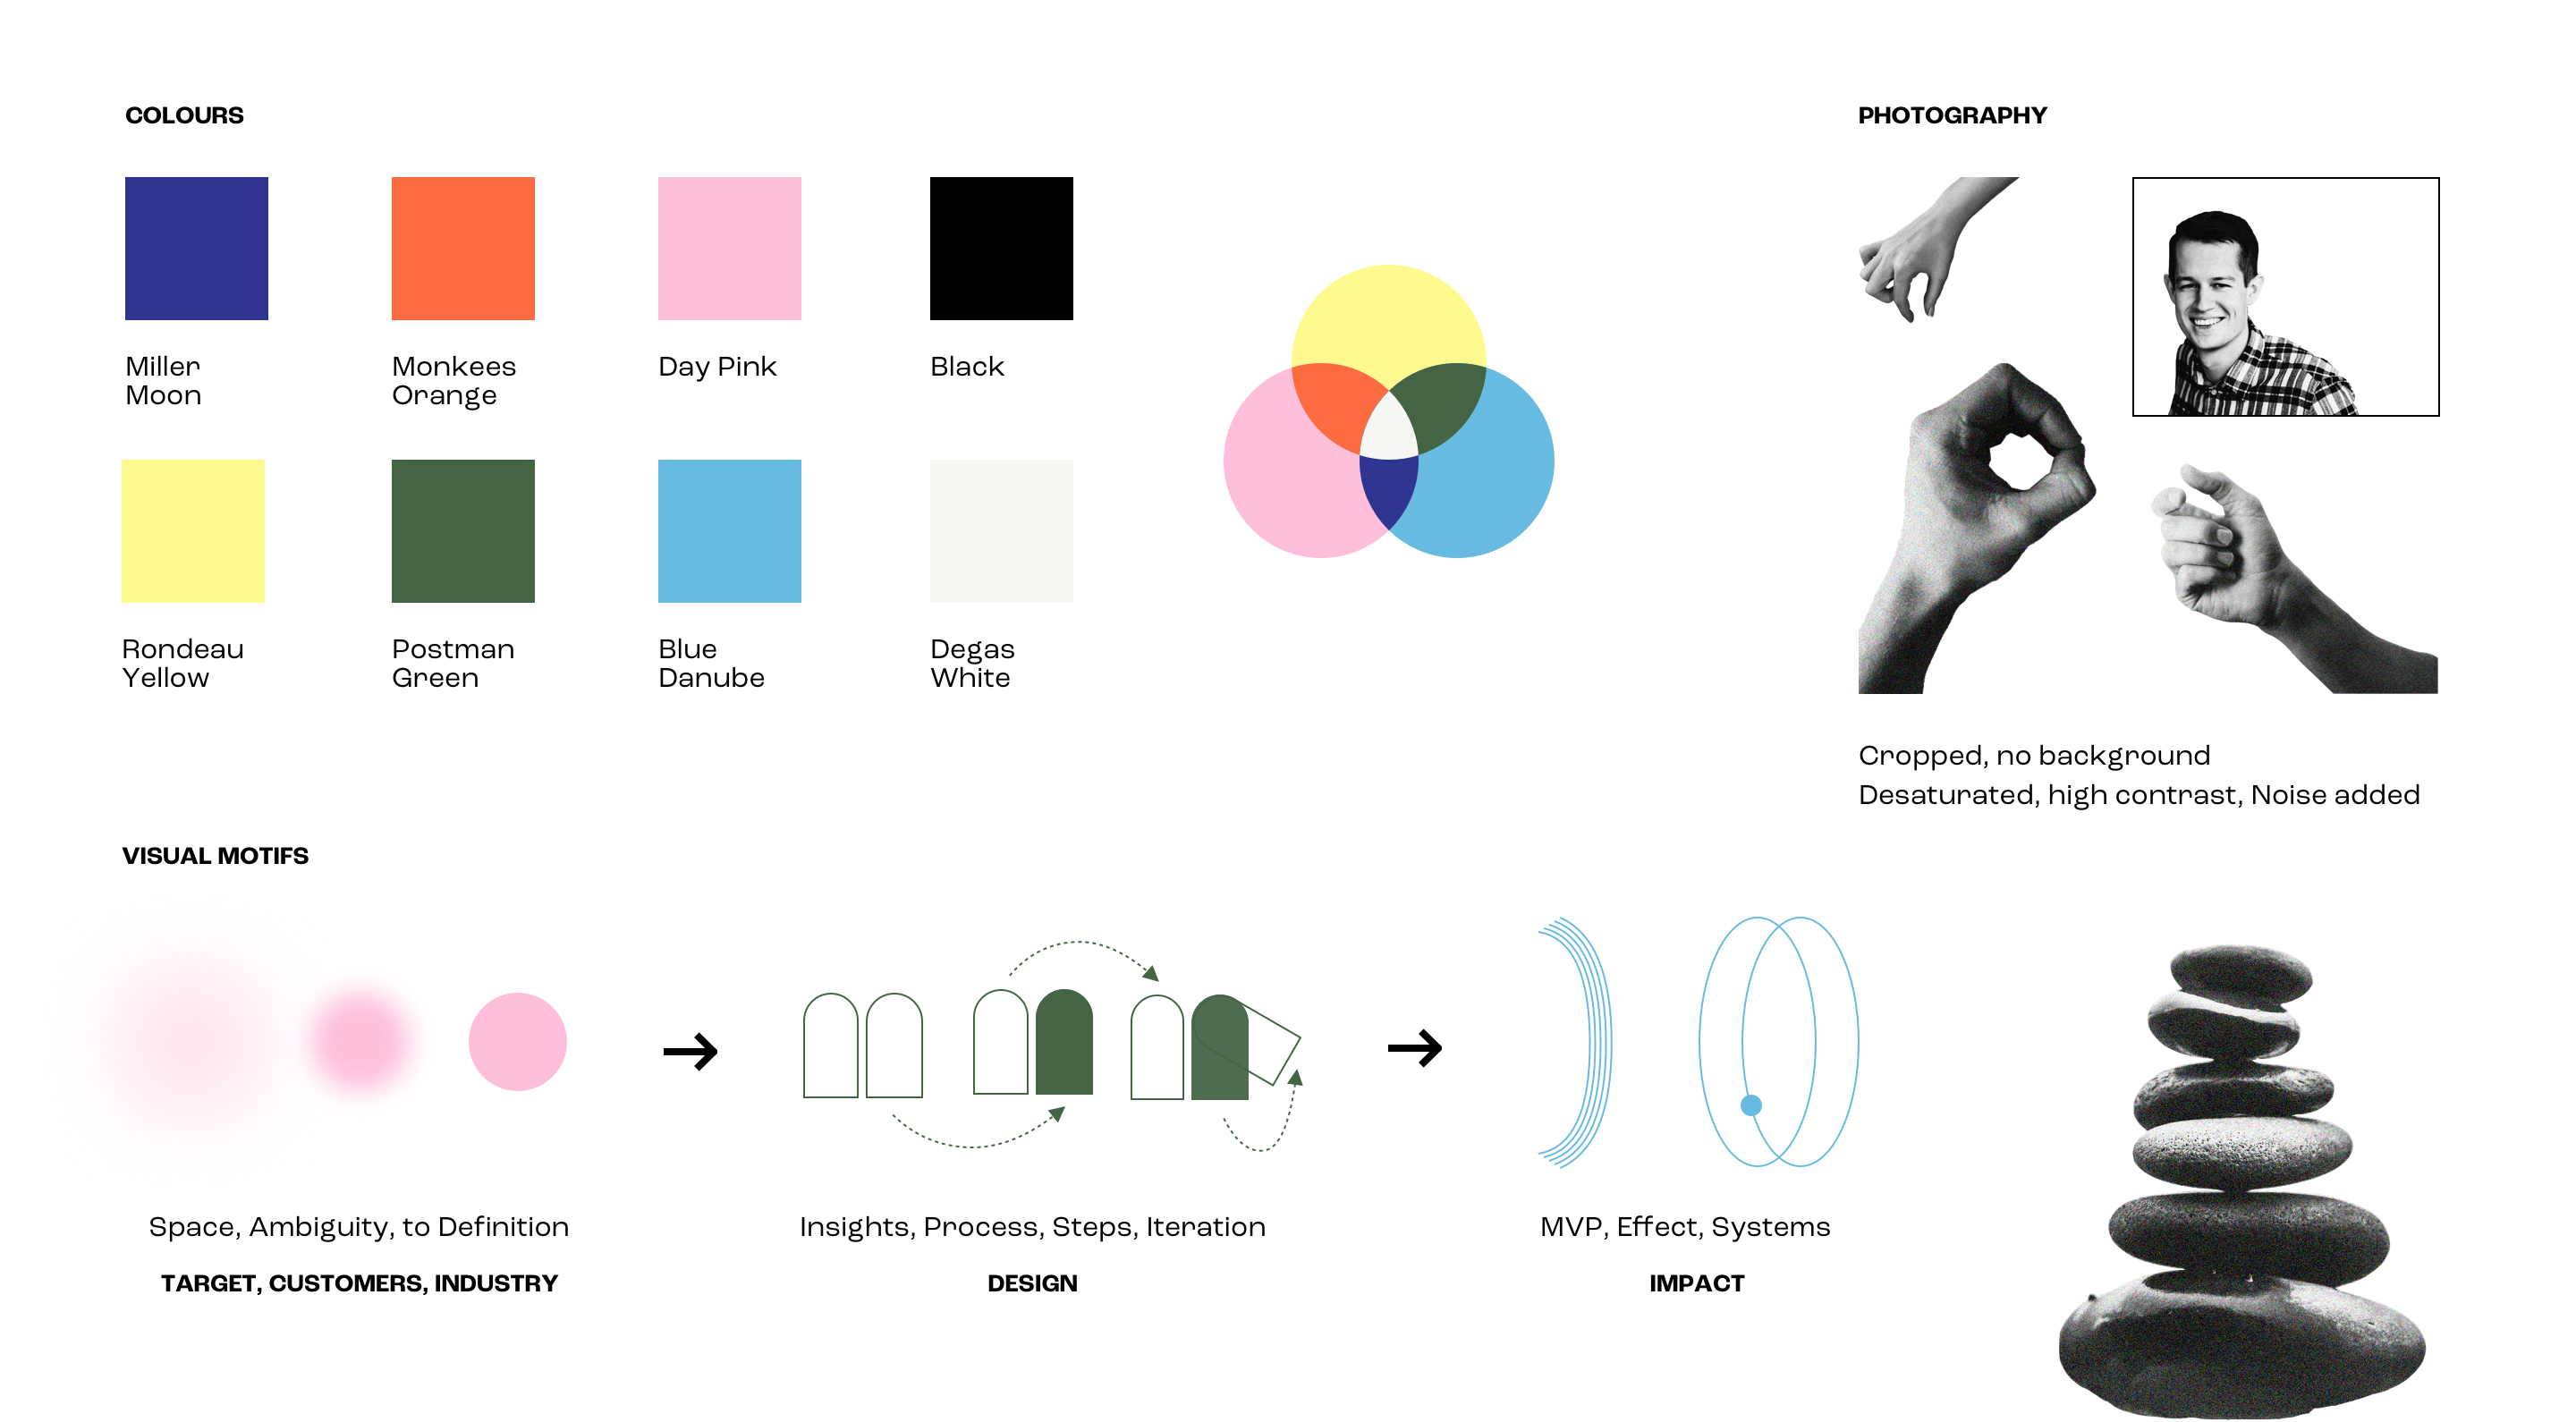 COLOURS
Miller
Moon
Monkees
Orange
Day Pink
Black
Rondeau
Yellow
Postman
Green
Blue
Danube
Degas
White
PHOTOGRAPHY
Cropped, no background
Desaturated, high contrast, Noise added
VISUAL MOTIFS
Space, Ambiguity, to Definition
TARGET, CUSTOMERS, INDUSTRY
Insights, Process, Steps, Iteration
DESIGN
MVP, Effect, Systems
IMPACT